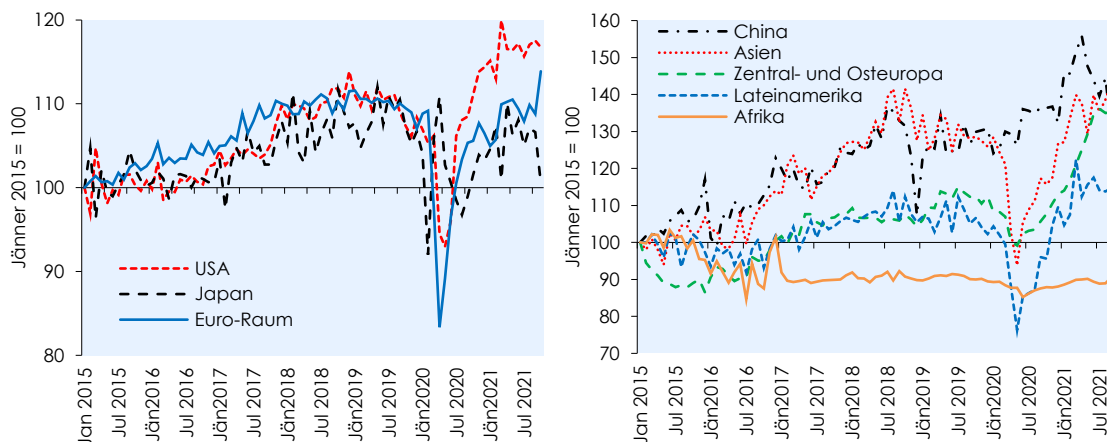 Jänner 2015 = 100
120
110
100
90
80
USA
Japan
Euro-Raum
Jan 2015
Jul 2015
Jän2016
Jul 2016
Jän2017
Jul 2017
Jän2018
Jul 2018
Jän2019
Jul 2019
Jän2020
Jul 2020
Jän2021
Jul 2021
Jänner 2015 = 100
160
150
140
130
120
110
100
90
80
70
China
Asien
Zentral- und Osteuropa
Lateinamerika
Afrika
Jan 2015
Jul 2015
Jän2016
Jul 2016
Jän2017
Jul 2017
Jän2018
Jul 2018
Jän2019
Jul 2019
Jän2020
Jul 2020
Jän2021
Jul 2021